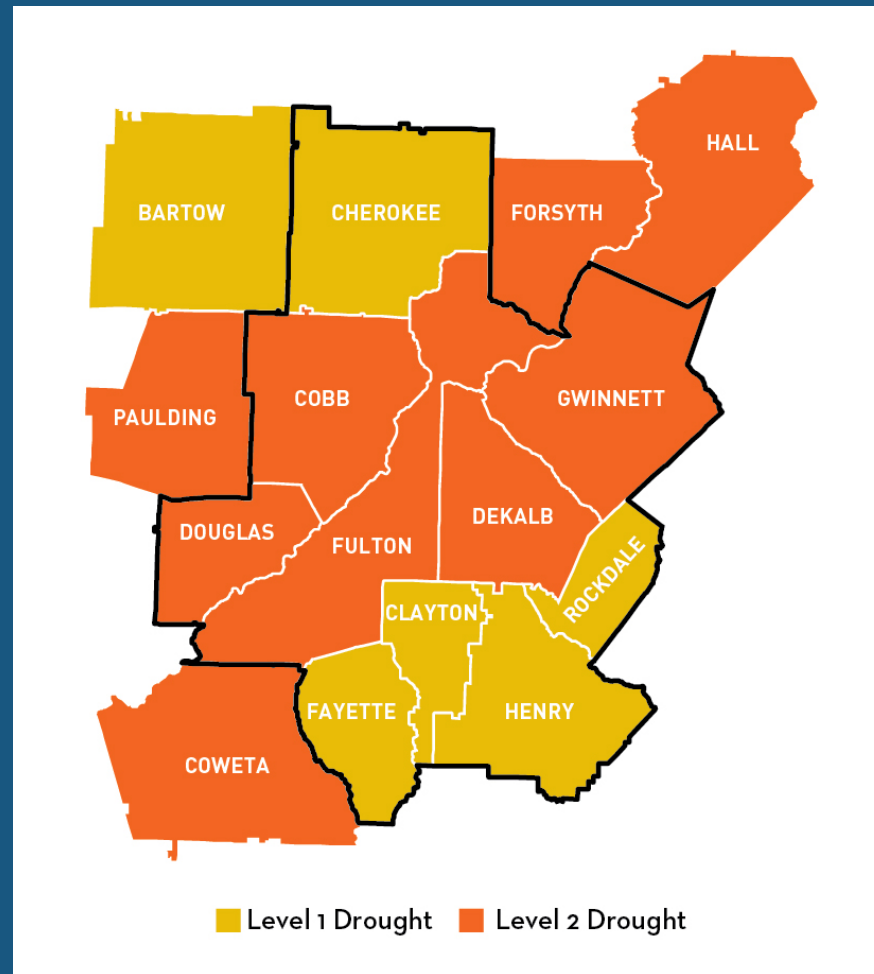 HALL
BARTOW
CHEROKEE
FORSYTH
COBB
GWINNETT
PAULDING
DEKALB
DOUGLAS
FULTON
ROCKDALE
CLAYTON
FAYETTE
HENRY
COWETA
Level 1 Drought Level 2 Drought